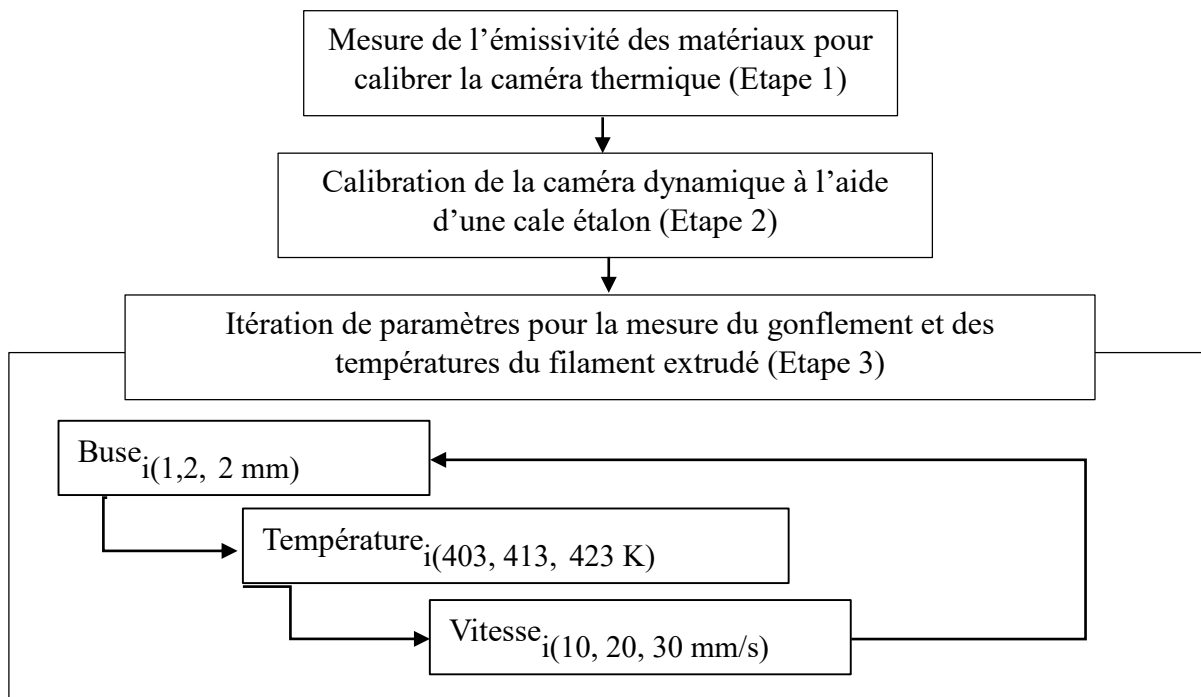 Mesure de l’émissivité des matériaux pour
calibrer la caméra thermique (Etape 1)
Calibration de la caméra dynamique à l’aide
d’une cale étalon (Etape 2)
Itération de paramètres pour la mesure du gonflement et des
températures du filament extrudé (Etape 3)
Buse i(1,2, 2 mm)
Température i(403, 413, 423 K)
Vitesse i(10, 20, 30 mm/s)